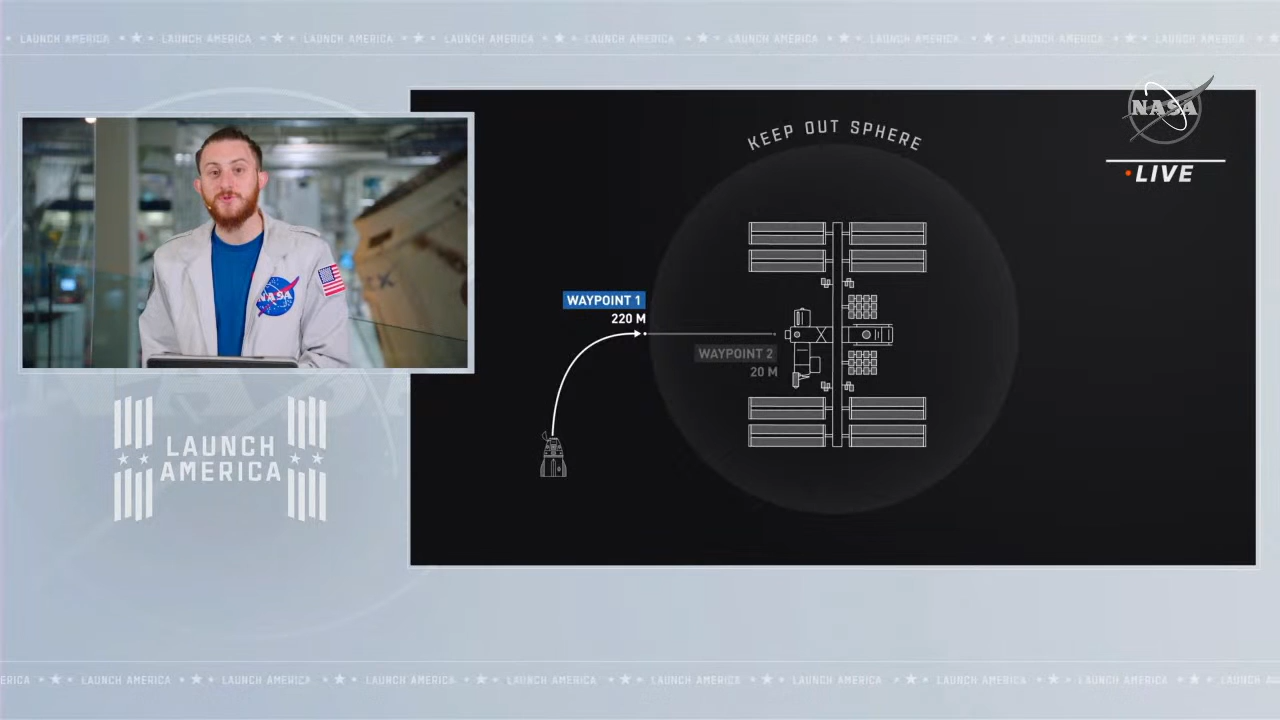 LAUNCH AMERICA ★ LAUNCH AMERICA ★ LAUNCH AMERICA ★ LAUNCH AMERICA ★ LAUNCH AMERICA ★ LAUNCH AMERICA ★ LAUNCH AMERICA ★ LAUNCH AMERICA ★ LAUNCH AMERICA
NASA
LIVE
KEEP OUT SPHERE
WAYPOINT 1
220 M
WAYPOINT 2
20 M
NASA
NASA
LAUNCH
AMERICA
ERICA ★ LAUNCH AMERICA ★ LAUNCH AMERICA ★ LAUNCH AMERICA ★ LAUNCH AMERICA ★ LAUNCH AMERICA ★ LAUNCH AMERICA ★ LAUNCH AMERICA ★ LAUNCH AMERICA ★ LAUNCH